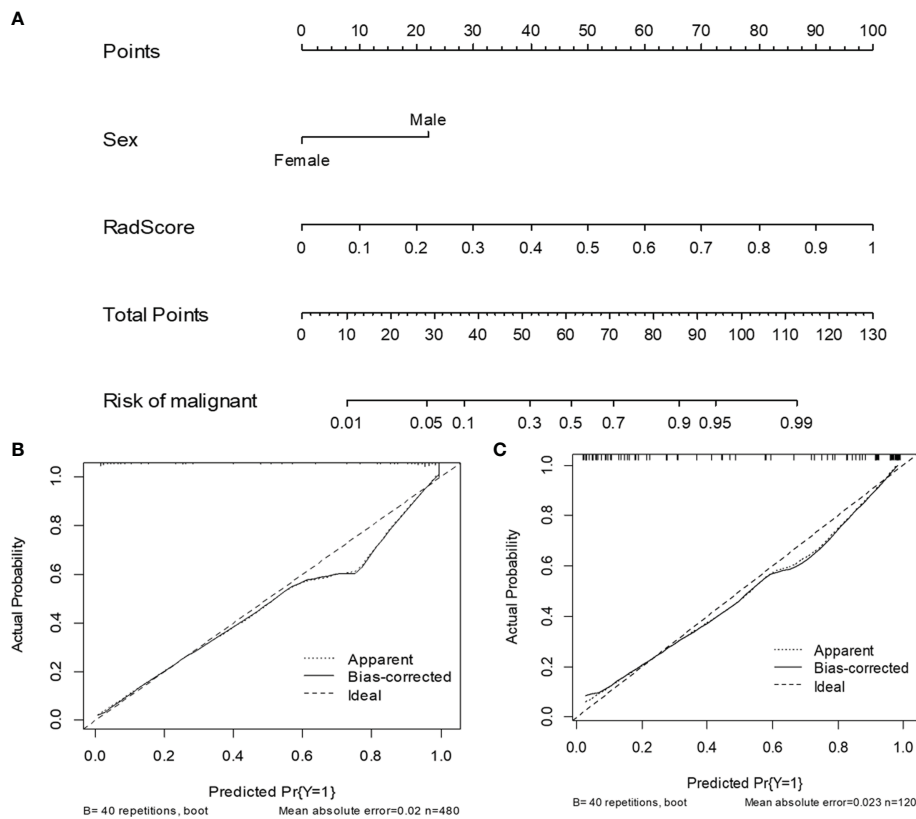 A
Points
0 10 20 30 40 50 60 70 80 90 100
Sex
Male
Female
RadScore
0 0.1 0.2 0.3 0.4 0.5 0.6 0.7 0.8 0.9 1
Total Points
0 10 20 30 40 50 60 70 80 90 100 110 120 130
Risk of malignant
0.01 0.05 0.1 0.3 0.5 0.7 0.9 0.95 0.99
B
Actual Probability
1.0
0.8
0.6
0.4
0.2
0.0
Apparent
Bias-corrected
Ideal
0.0 0.2 0.4 0.6 0.8 1.0
Predicted Pr{Y=1}
B= 40 repetitions, boot
Mean absolute error=0.02 n=480
C
Actual Probability
1.0
0.8
0.6
0.4
0.2
0.0
Apparent
Bias-corrected
Ideal
0.0 0.2 0.4 0.6 0.8 1.0
Predicted Pr{Y=1}
B= 40 repetitions, boot
Mean absolute error=0.023 n=120